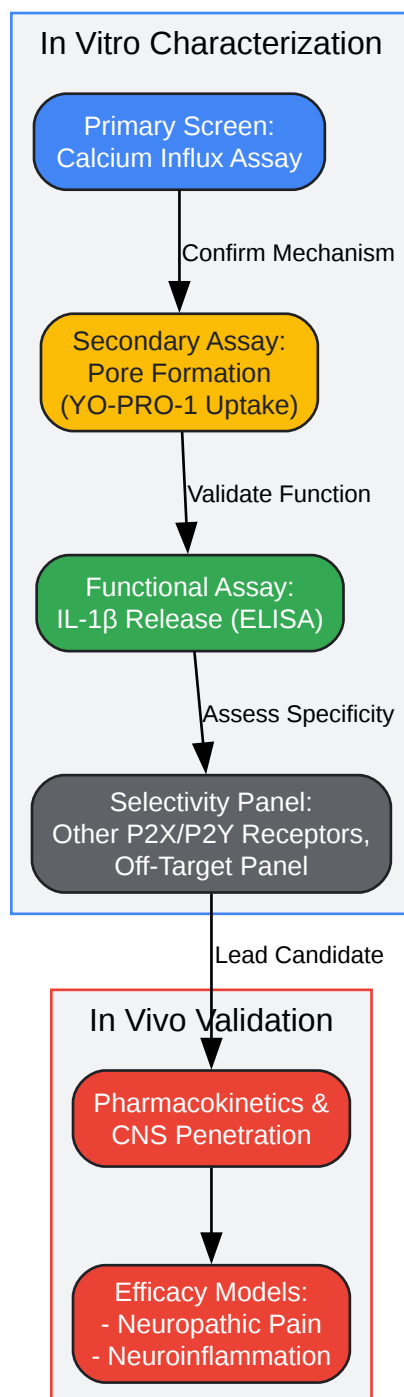 In Vitro Characterization
Primary Screen:
Calcium Influx Assay
Confirm Mechanism
Secondary Assay:
Pore Formation
(YO-PRO-1 Uptake)
Validate Function
Functional Assay:
IL-1β Release (ELISA)
Assess Specificity
Selectivity Panel:
Other P2X/P2Y Receptors,
Off-Target Panel
Lead Candidate
In Vivo Validation
Pharmacokinetics &
CNS Penetration
Efficacy Models:
- Neuropathic Pain
- Neuroinflammation